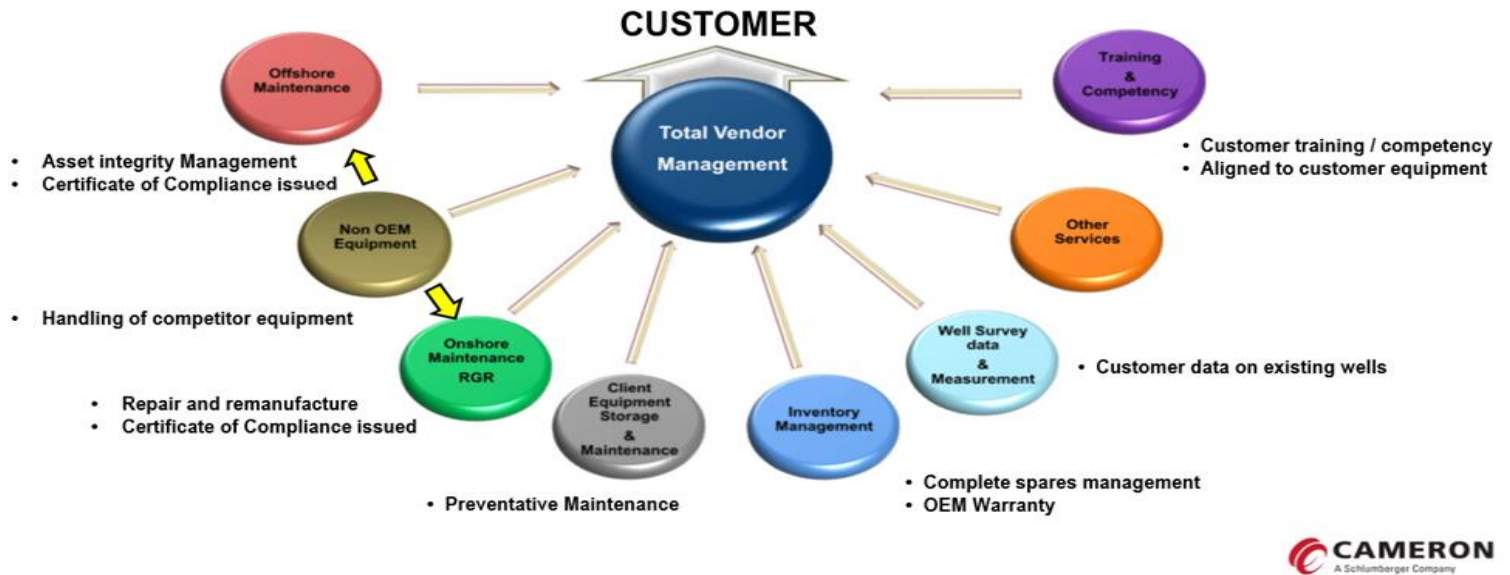 CUSTOMER
Offshore
Maintenance
Total Vendor
Management
Training
&
Competency
• Asset integrity Management
• Certificate of Compliance issued
• Customer training / competency
• Aligned to customer equipment
Non OEM
Equipment
Other
Services
• Handling of competitor equipment
Onshore
Maintenance
RGR
Well Survey
data
&
Measurement
• Customer data on existing wells
• Repair and remanufacture
• Certificate of Compliance issued
Client
Equipment
Storage
&
Maintenance
Inventory
Management
• Preventative Maintenance
• Complete spares management
• OEM Warranty
CAMERON
A Schlumberger Company